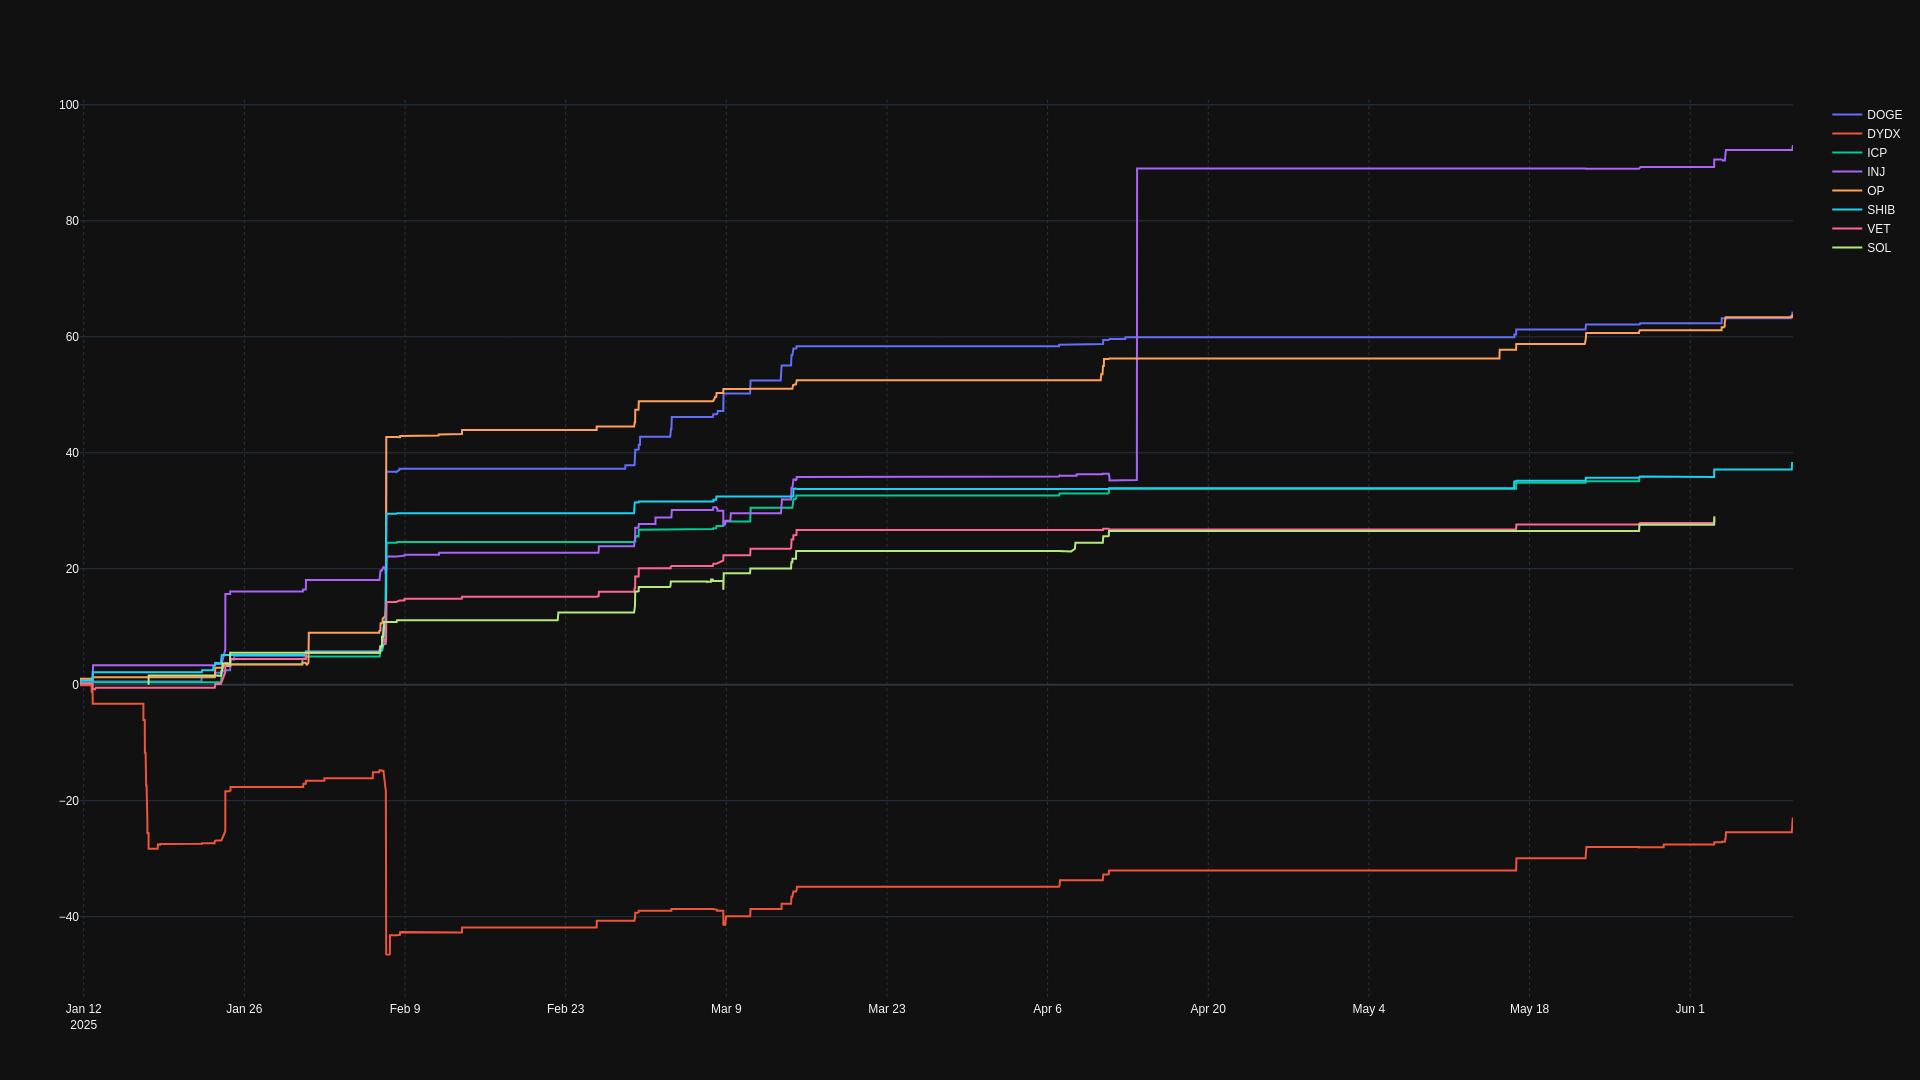 100
80
60
40
20
0
−20
−40
Jan 12
2025
Jan 26
Feb 9
Feb 23
Mar 9
Mar 23
Apr 6
Apr 20
May 4
May 18
Jun 1
DOGE
DYDX
ICP
INJ
OP
SHIB
VET
SOL